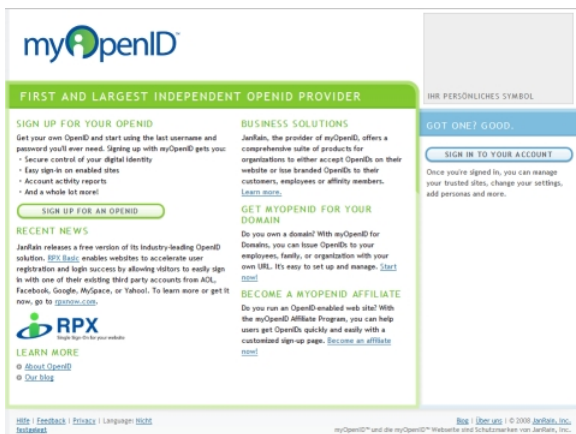 myOpenID™
IHR PERSÖNLICHES SYMBOL
FIRST AND LARGEST INDEPENDENT OPENID PROVIDER
SIGN UP FOR YOUR OPENID
Get your own OpenID and start using the last username and
password you'll ever need. Signing up with myOpenID gets you:
· Secure control of your digital identity
· Easy sign-in on enabled sites
· Account activity reports
· And a whole lot more!
SIGN UP FOR AN OPENID
RECENT NEWS
JanRain releases a free version of its industry-leading OpenID
solution. RPX Basic enables websites to accelerate user
registration and login success by allowing visitors to easily sign
in with one of their existing third party accounts from AOL,
Facebook, Google, MySpace, or Yahoo!. To learn more or get it
now, go to rpxnow.com.
RPX
Single Sign-On for your website
LEARN MORE
About OpenID
Our blog
BUSINESS SOLUTIONS
JanRain, the provider of myOpenID, offers a
comprehensive suite of products for
organizations to either accept OpenIDs on their
website or issue branded OpenIDs to their
customers, employees or affinity members.
Learn more.
GET MYOPENID FOR YOUR
DOMAIN
Do you own a domain? With myOpenID for
Domains, you can issue OpenIDs to your
employees, family, or organization with your
own URL. It's easy to set up and manage. Start
now!
BECOME A MYOPENID AFFILIATE
Do you run an OpenID-enabled web site? With
the myOpenID Affiliate Program, you can help
users get OpenIDs quickly and easily with a
customized sign-up page. Become an affiliate
now!
GOT ONE? GOOD.
SIGN IN TO YOUR ACCOUNT
Once you're signed in, you can manage
your trusted sites, change your settings,
add personas and more.
Hilfe | Feedback | Privacy | Language: Nicht
festgelegt
Blog | Über uns | © 2008 JanRain, Inc.
myOpenID™ und die myOpenID™ Webseite sind Schutzmarken von JanRain, Inc.